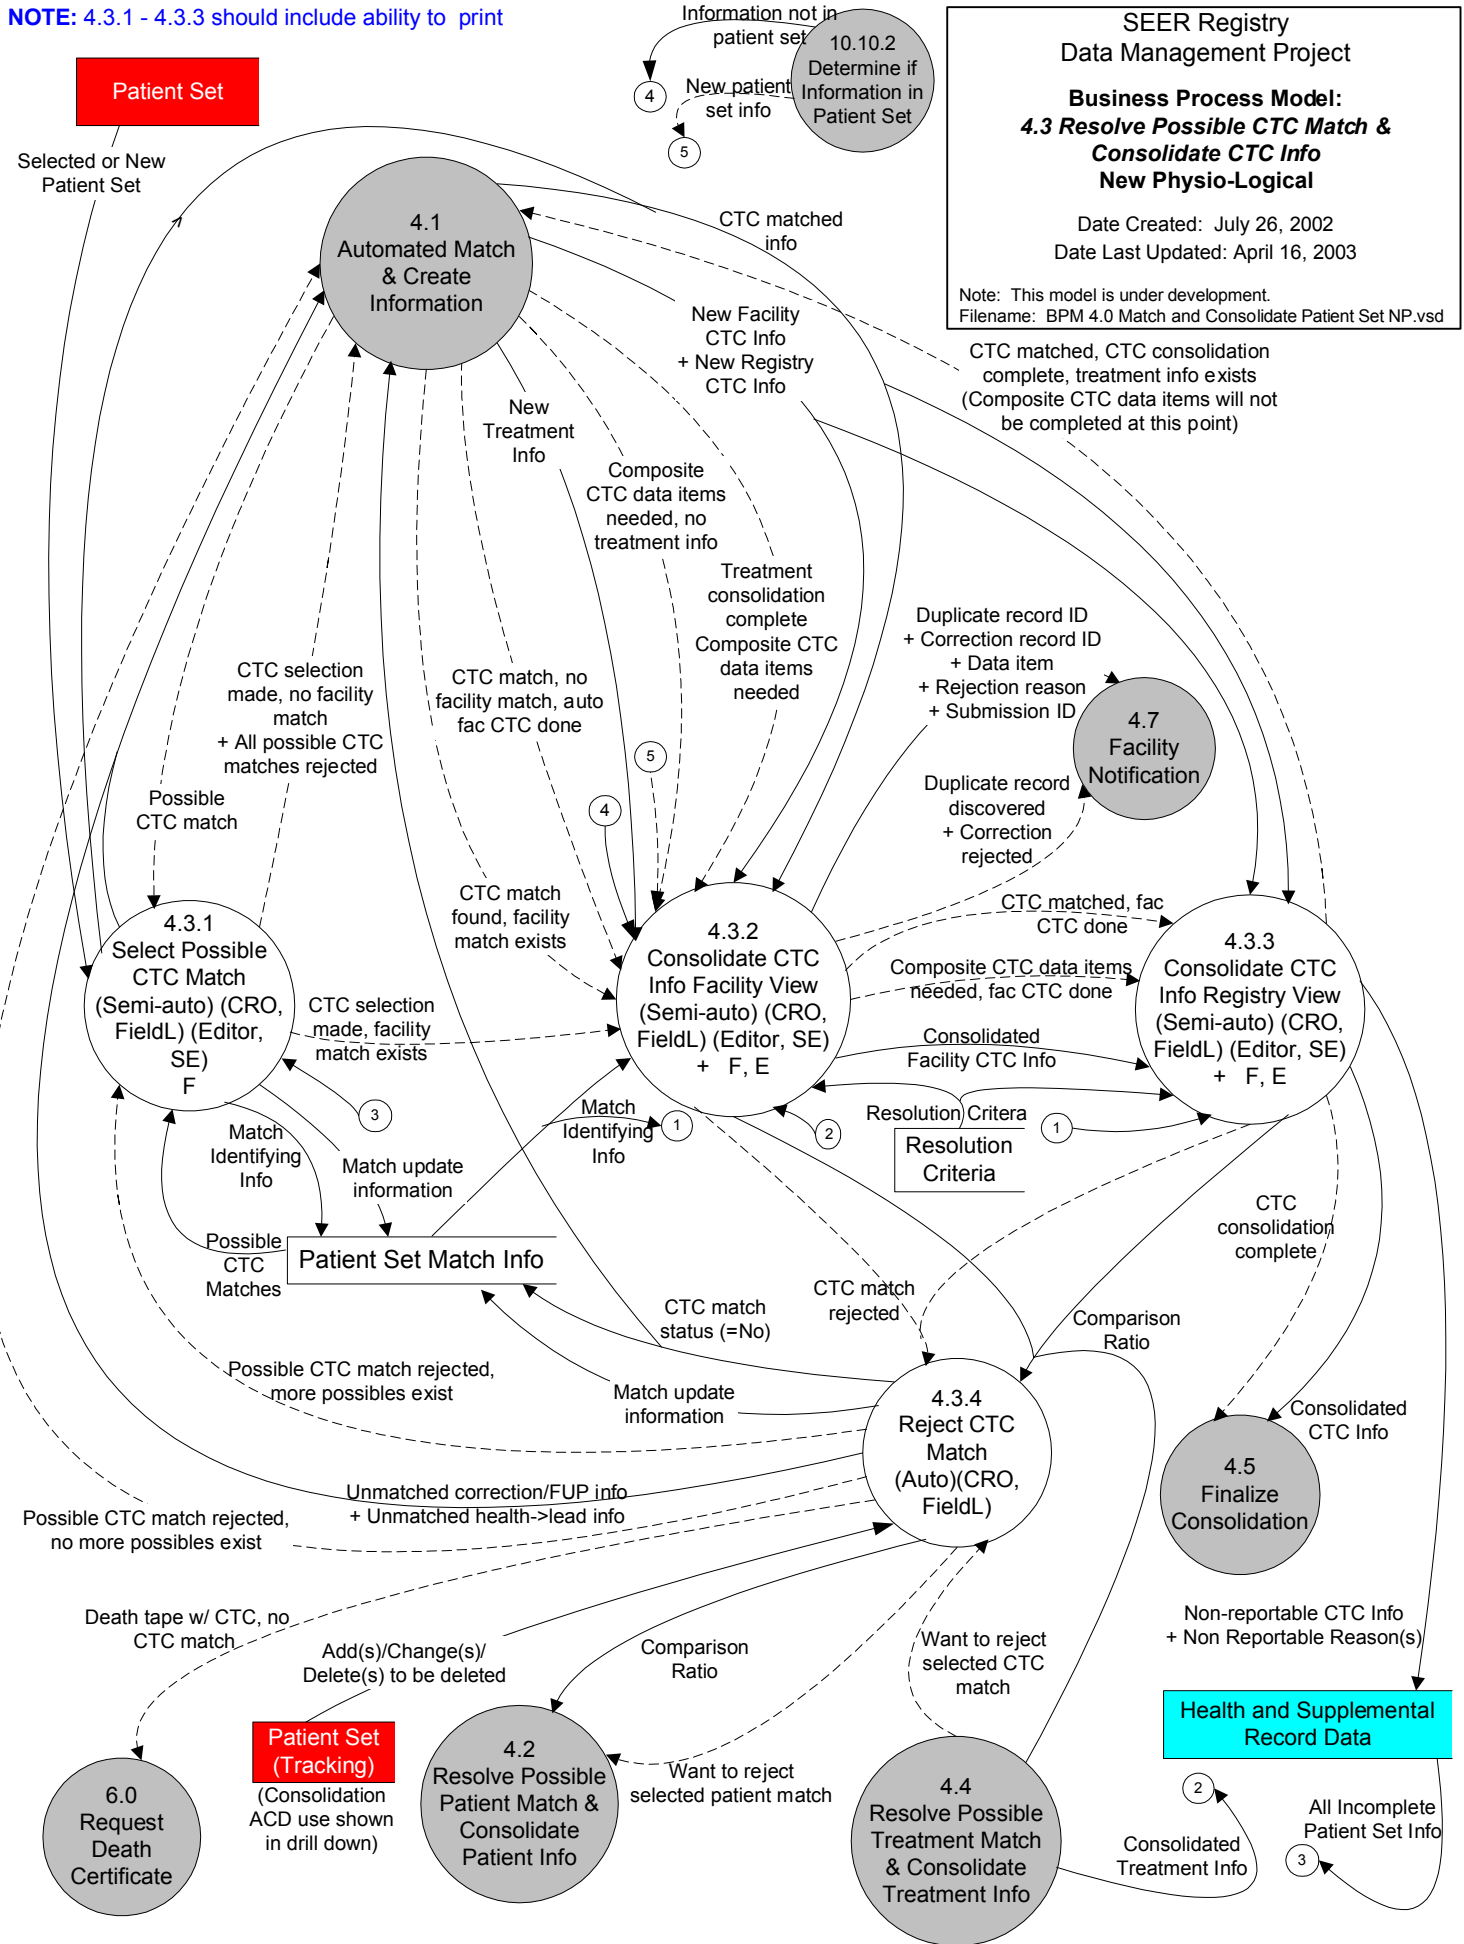 NOTE: 4.3.1 - 4.3.3 should include ability to print
Information not in
patient set
4
New patient
set info
5
10.10.2
Determine if
Information in
Patient Set
SEER Registry
Data Management Project
Business Process Model:
4.3 Resolve Possible CTC Match &
Consolidate CTC Info
New Physio-Logical
Date Created: July 26, 2002
Date Last Updated: April 16, 2003
Note: This model is under development.
Filename: BPM 4.0 Match and Consolidate Patient Set NP.vsd
Patient Set
Selected or New
Patient Set
4.1
Automated Match
& Create
Information
CTC matched
info
New Facility
CTC Info
+ New Registry
CTC Info
CTC matched, CTC consolidation
complete, treatment info exists
(Composite CTC data items will not
be completed at this point)
New
Treatment
Info
Composite
CTC data items
needed, no
treatment info
Treatment
consolidation
complete
Composite CTC
data items
needed
Duplicate record ID
+ Correction record ID
+ Data item
+ Rejection reason
+ Submission ID
4.7
Facility
Notification
CTC selection
made, no facility
match
+ All possible CTC
matches rejected
CTC match, no
facility match, auto
fac CTC done
5
4
Possible
CTC match
Duplicate record
discovered
+ Correction
rejected
CTC match
found, facility
match exists
4.3.1
Select Possible
CTC Match
(Semi-auto) (CRO,
FieldL) (Editor,
SE)
F
CTC selection
made, facility
match exists
4.3.2
Consolidate CTC
Info Facility View
(Semi-auto) (CRO,
FieldL) (Editor, SE)
+ F, E
CTC matched, fac
CTC done
Composite CTC data items
needed, fac CTC done
Consolidated
Facility CTC Info
4.3.3
Consolidate CTC
Info Registry View
(Semi-auto) (CRO,
FieldL) (Editor, SE)
+ F, E
3
Match
Identifying
Info
1
2
Resolution Critera
1
Resolution
Criteria
Match
Identifying
Info
Match update
information
Possible
CTC
Matches
Patient Set Match Info
CTC
consolidation
complete
CTC match
rejected
CTC match
status (=No)
Comparison
Ratio
Possible CTC match rejected,
more possibles exist
Match update
information
4.3.4
Reject CTC
Match
(Auto)(CRO,
FieldL)
Consolidated
CTC Info
4.5
Finalize
Consolidation
Unmatched correction/FUP info
+ Unmatched health->lead info
Possible CTC match rejected,
no more possibles exist
Death tape w/ CTC, no
CTC match
Add(s)/Change(s)/
Delete(s) to be deleted
Comparison
Ratio
Want to reject
selected CTC
match
Non-reportable CTC Info
+ Non Reportable Reason(s)
Health and Supplemental
Record Data
Patient Set
(Tracking)
(Consolidation
ACD use shown
in drill down)
6.0
Request
Death
Certificate
4.2
Resolve Possible
Patient Match &
Consolidate
Patient Info
Want to reject
selected patient match
4.4
Resolve Possible
Treatment Match
& Consolidate
Treatment Info
2
Consolidated
Treatment Info
All Incomplete
Patient Set Info
3